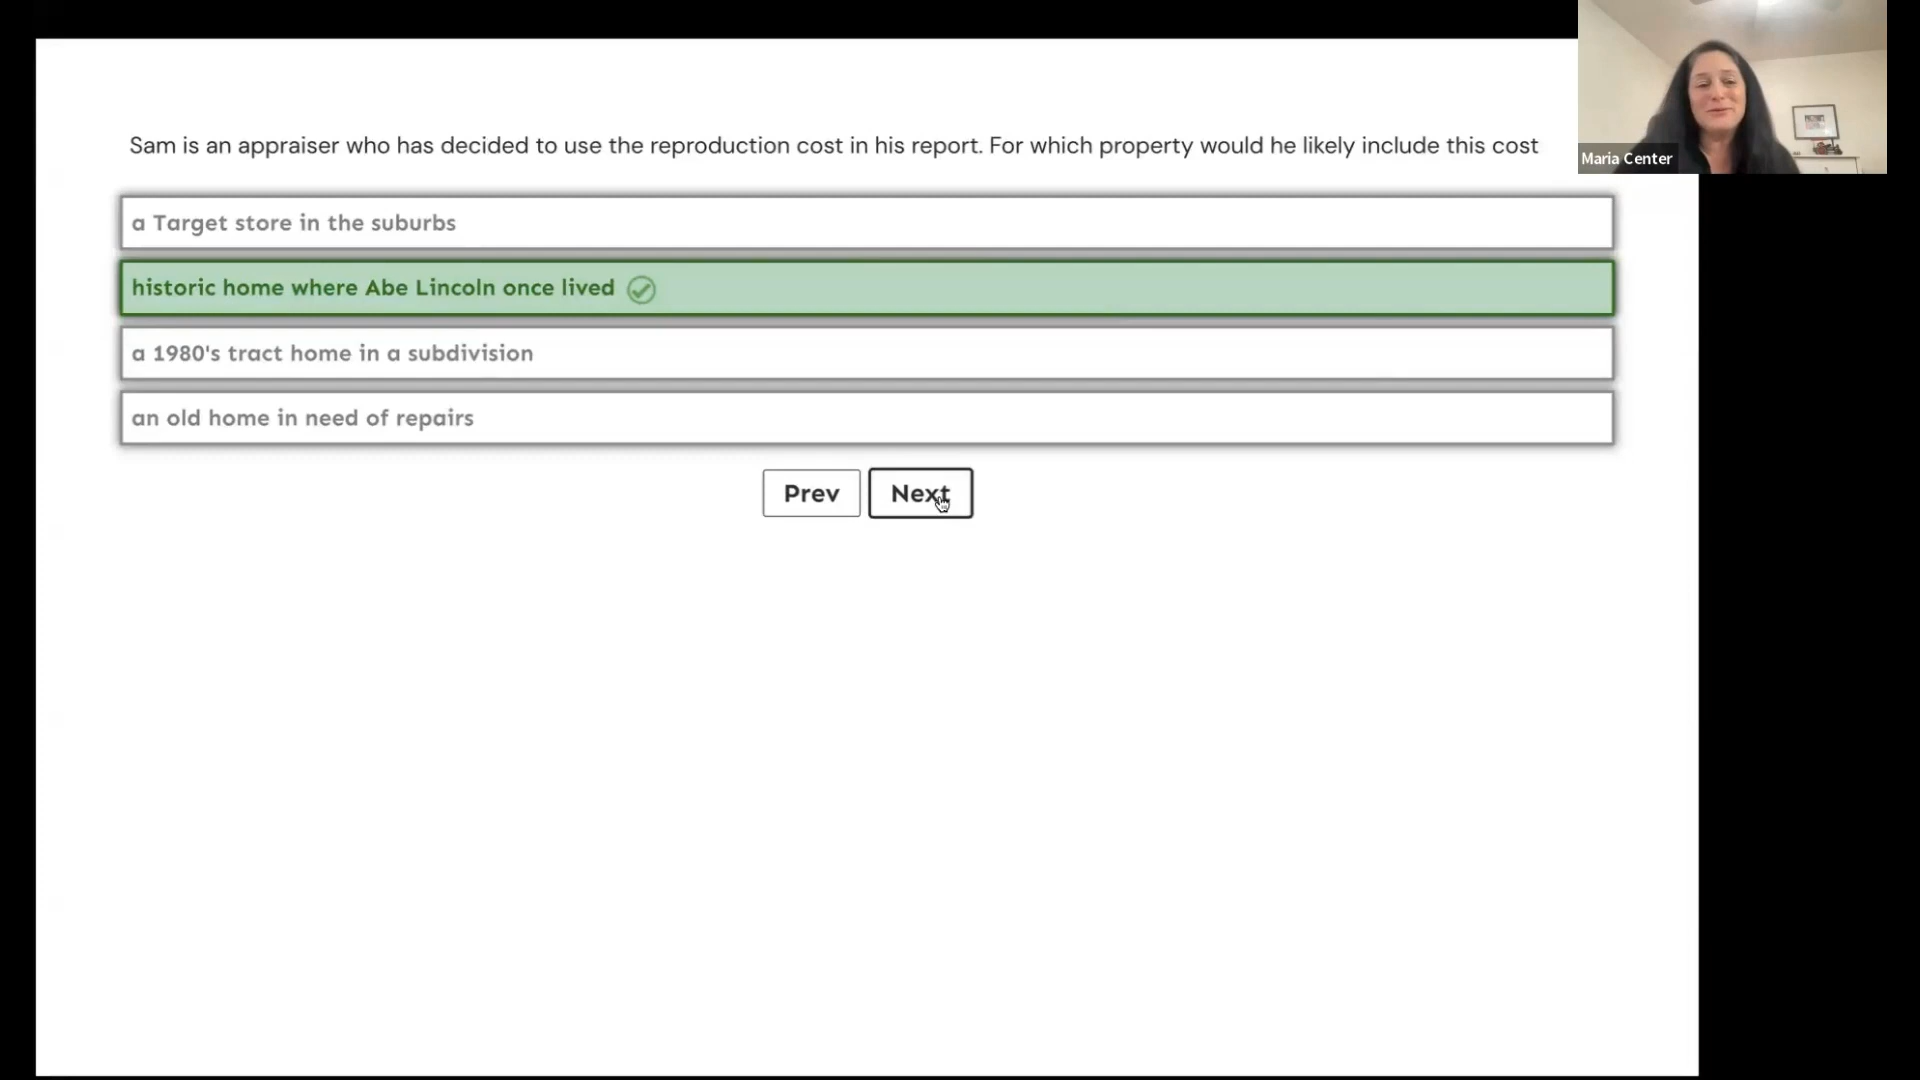 Sam is an appraiser who has decided to use the reproduction cost in his report. For which property would he likely include this cost
Maria Center
a Target store in the suburbs
historic home where Abe Lincoln once lived
a 1980's tract home in a subdivision
an old home in need of repairs
Prev
Next